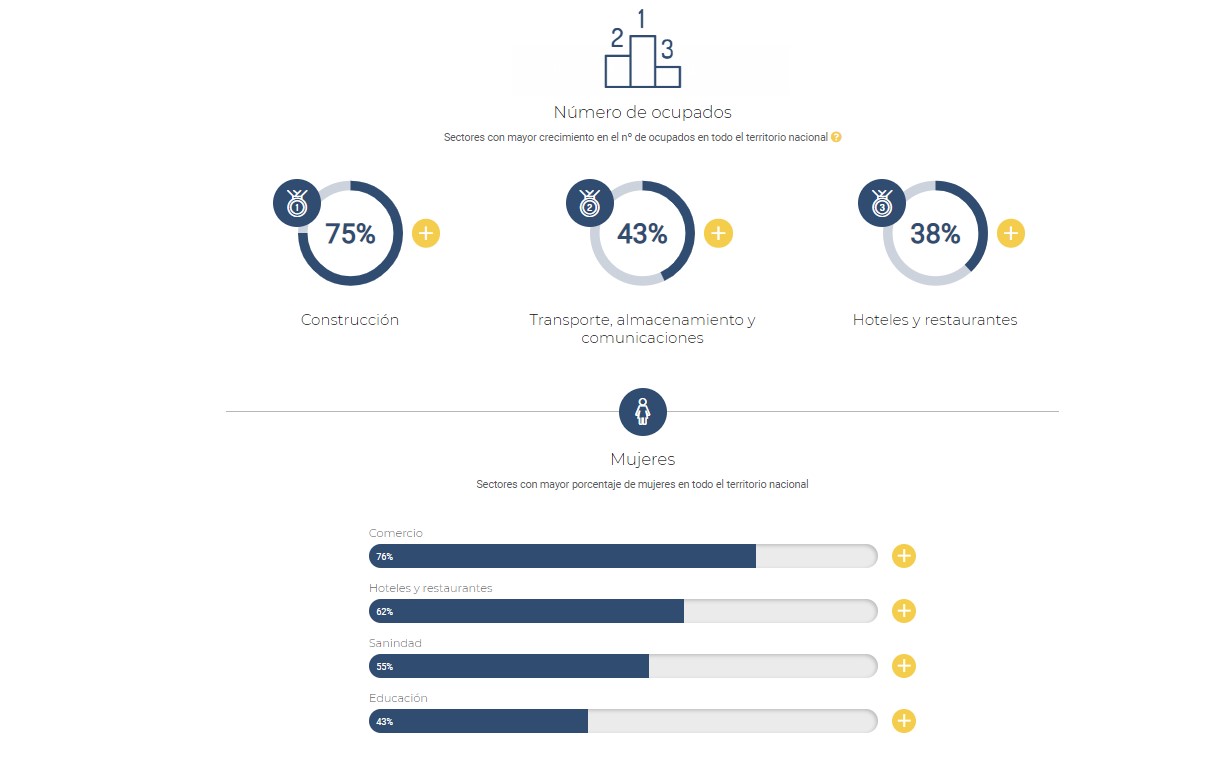 1
2
3
Número de ocupados
Sectores con mayor crecimiento en el nº de ocupados en todo el territorio nacional ?
1
75%
+
2
43%
+
3
38%
+
Construcción
Transporte, almacenamiento y
comunicaciones
Hoteles y restaurantes
Mujeres
Sectores con mayor porcentaje de mujeres en todo el territorio nacional
Comercio
76%
+
Hoteles y restaurantes
62%
+
Sanindad
55%
+
Educación
43%
+